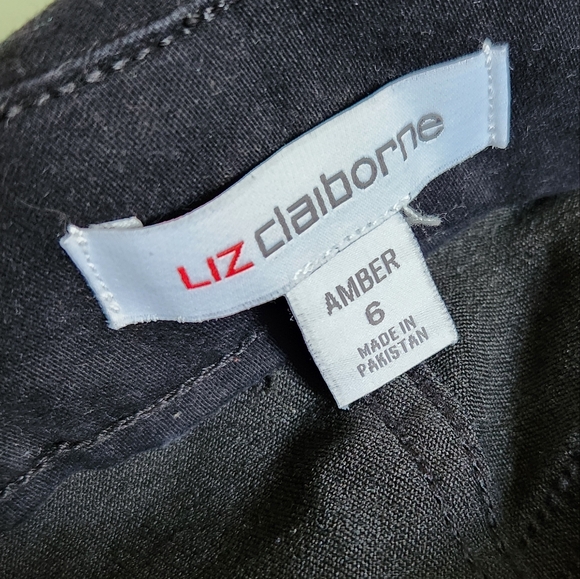 LIZ claiborne
AMBER
6
MADE IN
PAKISTAN